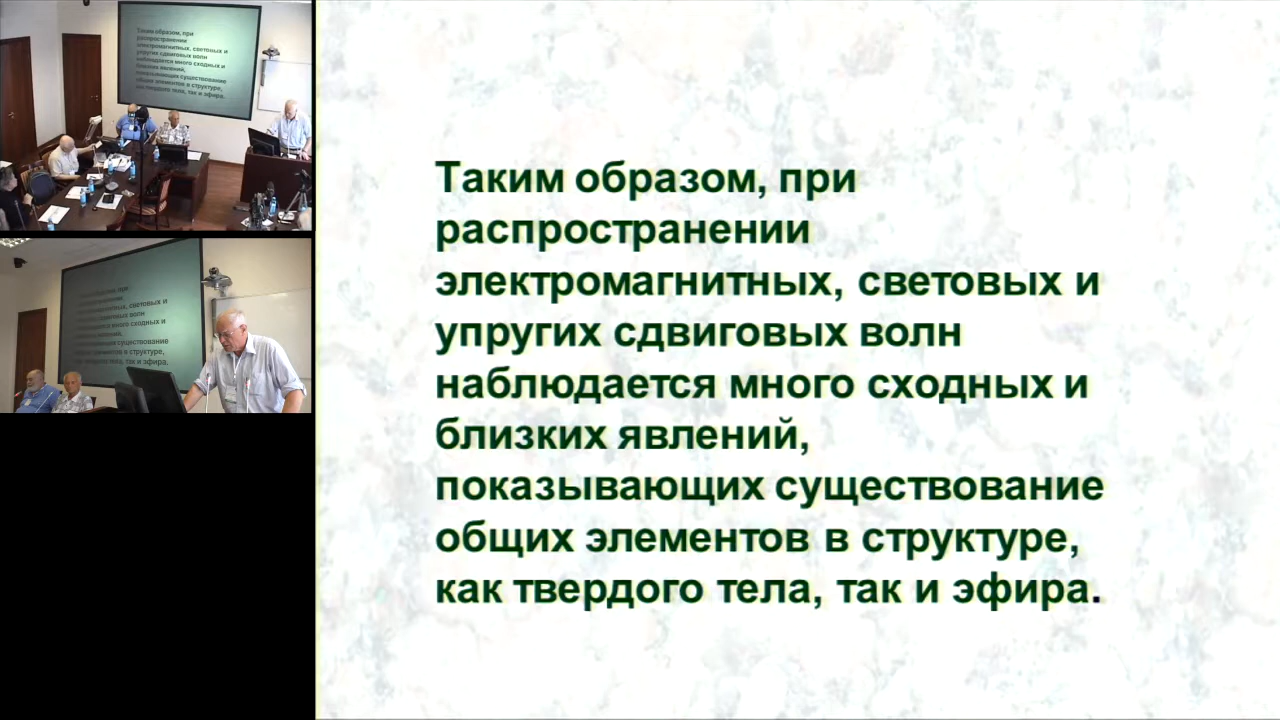 Таким образом, при
распространении
электромагнитных, световых и
упругих сдвиговых волн
наблюдается много сходных и
близких явлений,
показывающих существование
общих элементов в структуре,
как твердого тела, так и эфира.